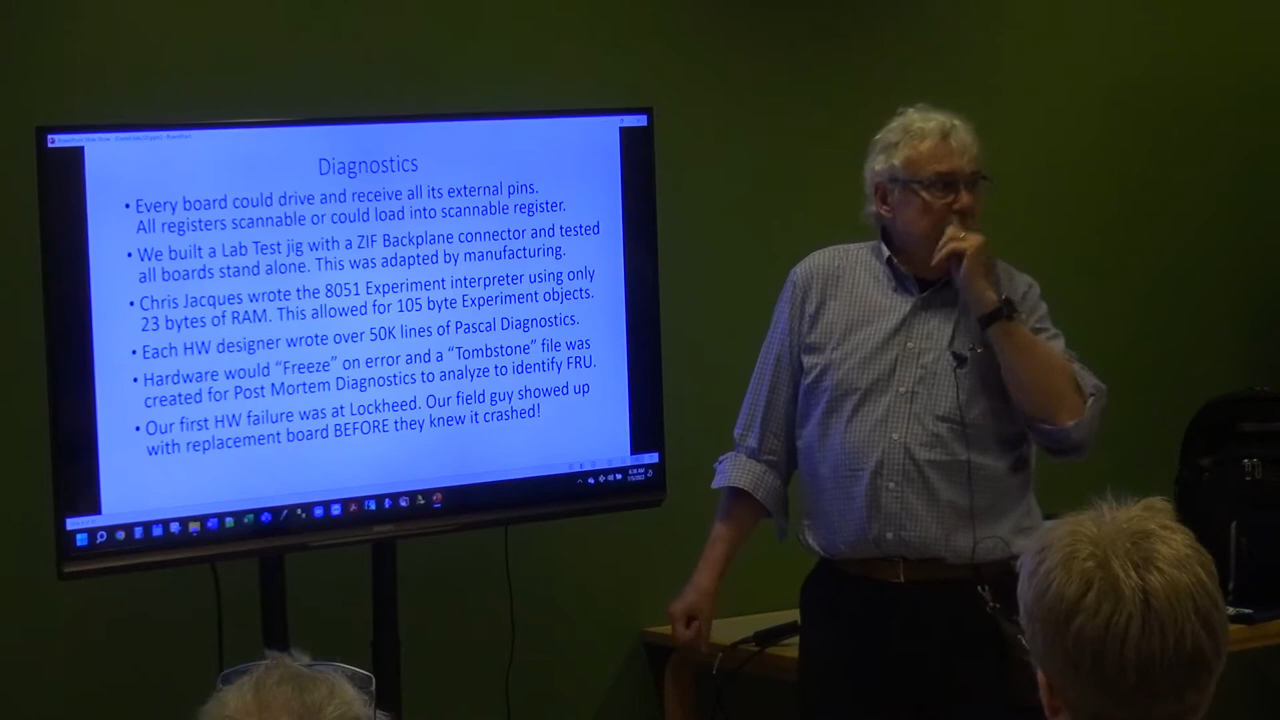 Diagnostics
• Every board could drive and receive all its external pins.
All registers scannable or could load into scannable register.
• We built a Lab Test jig with a ZIF Backplane connector and tested
all boards stand alone. This was adapted by manufacturing.
• Chris Jacques wrote the 8051 Experiment interpreter using only
23 bytes of RAM. This allowed for 105 byte Experiment objects.
• Each HW designer wrote over 50K lines of Pascal Diagnostics.
• Hardware would “Freeze” on error and a “Tombstone” file was
created for Post Mortem Diagnostics to analyze to identify FRU.
• Our first HW failure was at Lockheed. Our field guy showed up
with replacement board BEFORE they knew it crashed!